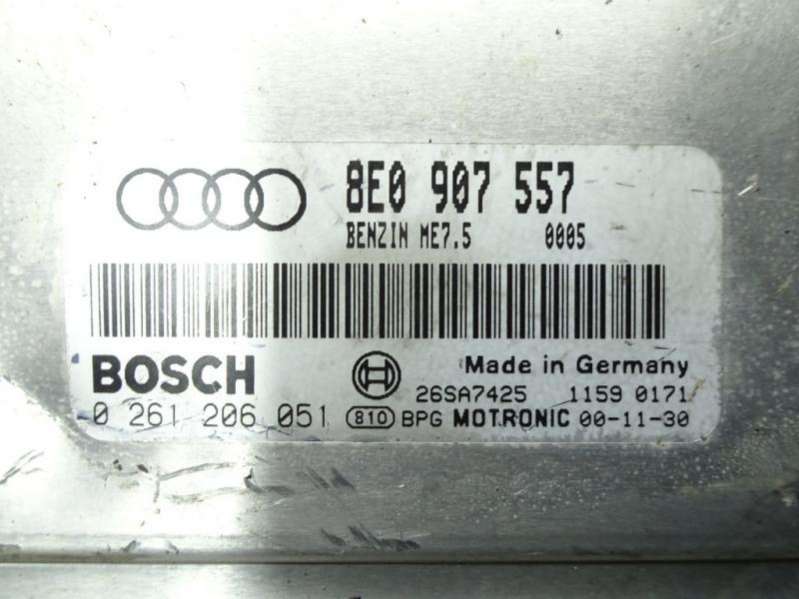 8E0 907 557
BENZIN ME7.5 0005
BOSCH
Made in Germany
26SA7425 1159 0171
0 261 206 051 810 BPG MOTRONIC 00-11-30